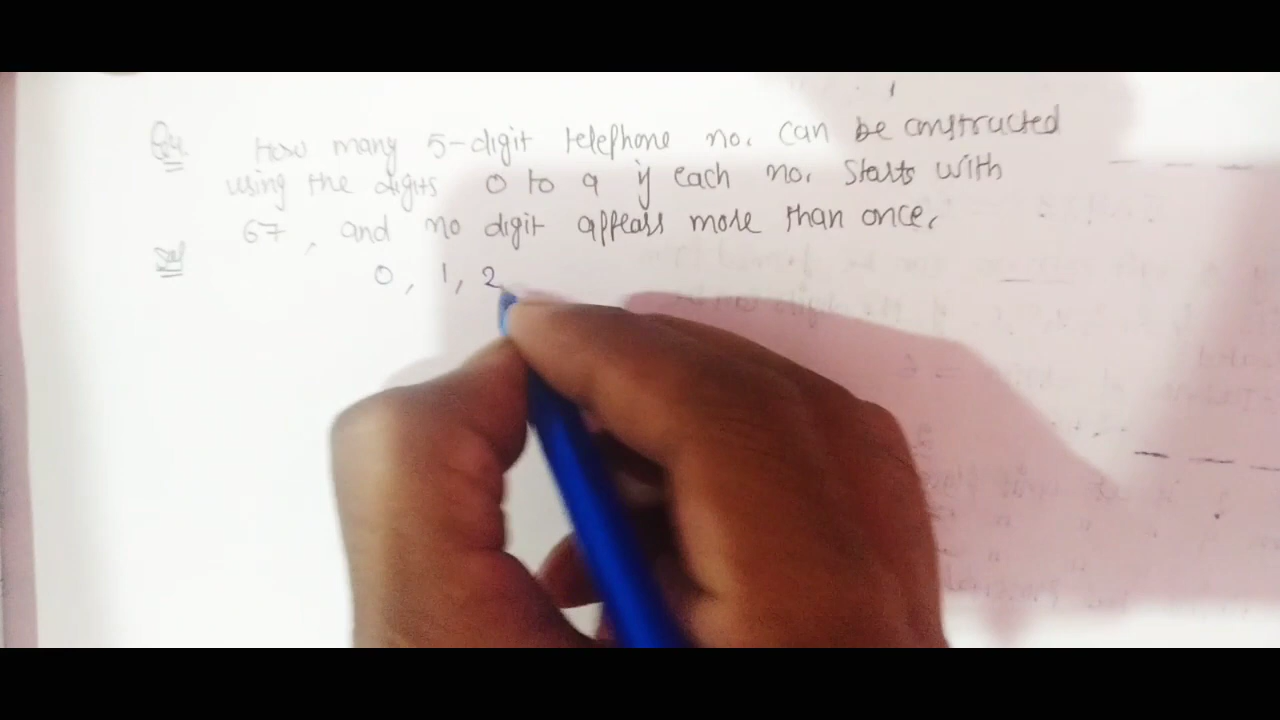 Q4. How many 5-digit telephone no. can be constructed
using the digits 0 to 9 if each no. starts with
67, and no digit appears more than once.
Sol
0, 1, 2,